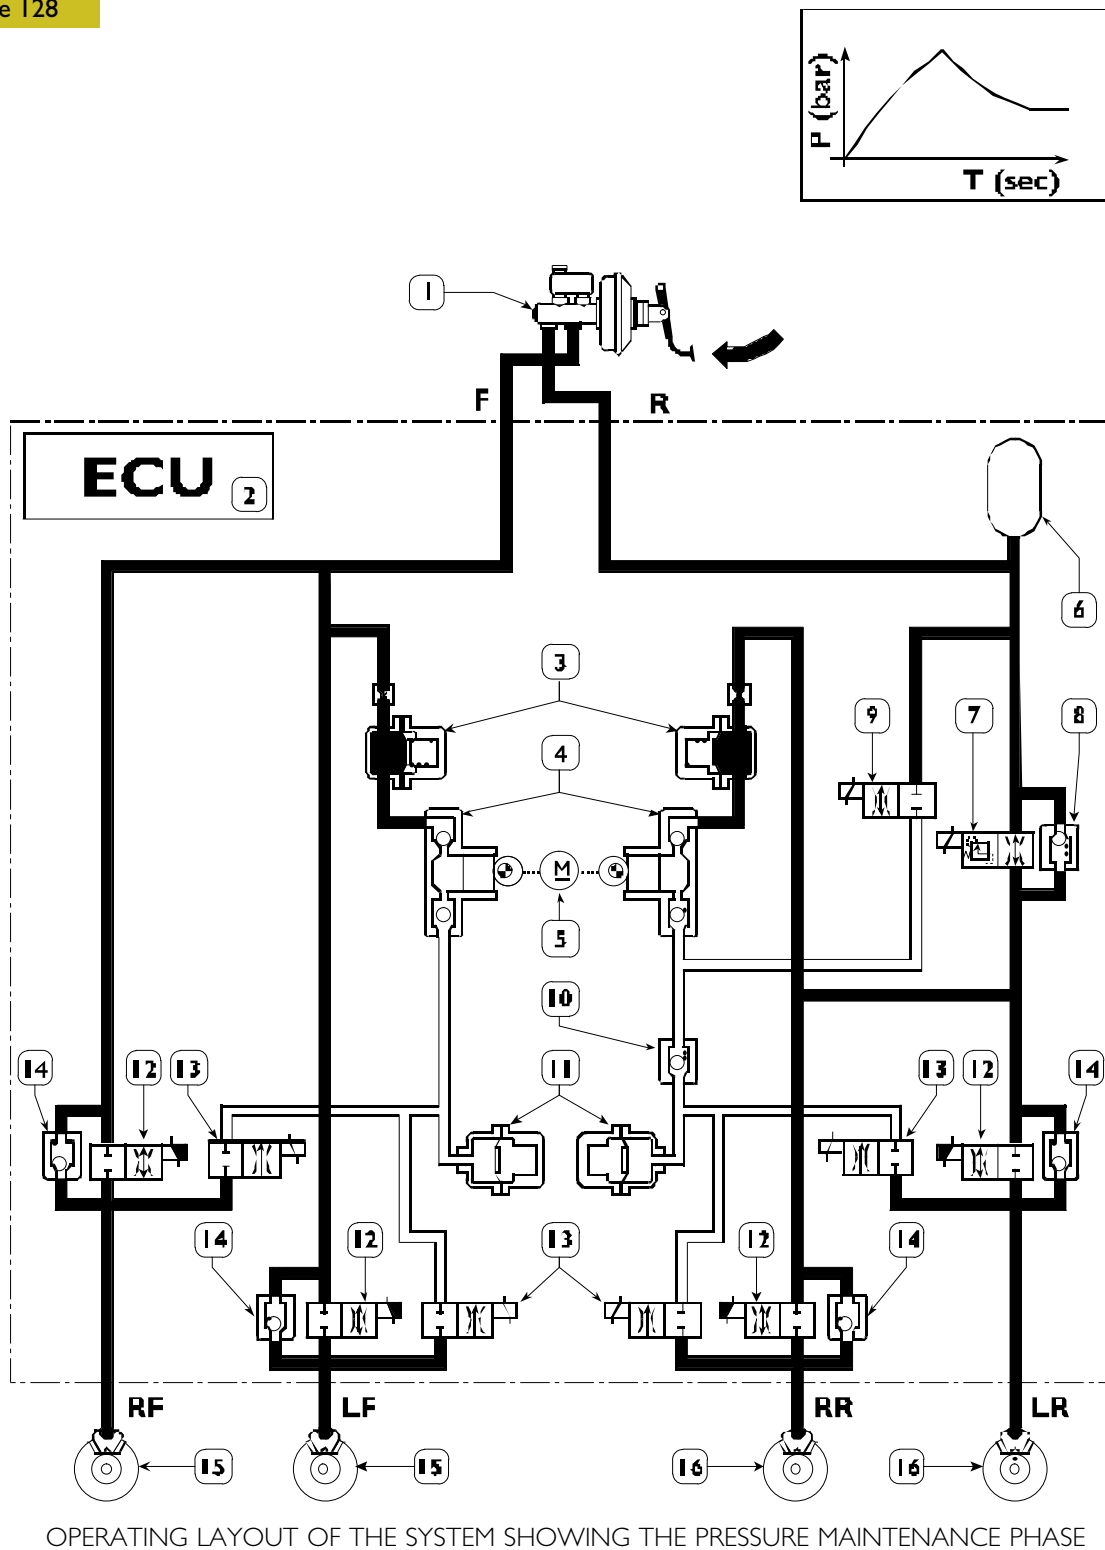 e 128
P (bar)
T (sec)
1
F
R
ECU
2
6
3
9
7
8
4
M
5
10
14
12
13
11
13
12
14
14
12
13
12
14
RF
LF
RR
LR
15
15
16
16
OPERATING LAYOUT OF THE SYSTEM SHOWING THE PRESSURE MAINTENANCE PHASE